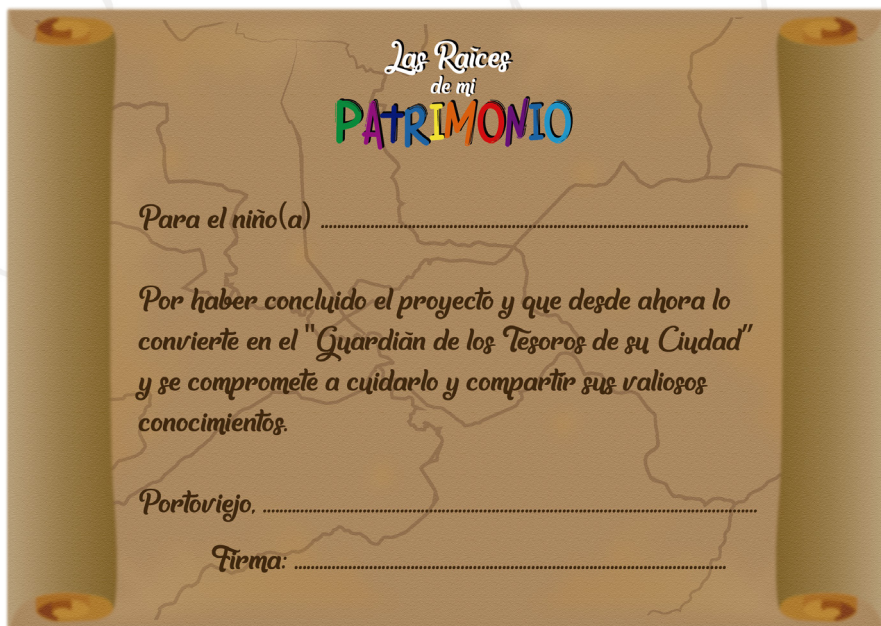 Las Raíces
de mi
PATRIMONIO
Para el niño(a) ........................................................................
Por haber concluido el proyecto y que desde ahora lo
convierte en el "Guardián de los Tesoros de su Ciudad"
y se compromete a cuidarlo y compartir sus valiosos
conocimientos.
Portoviejo, ........................................................................
Firma: ........................................................................